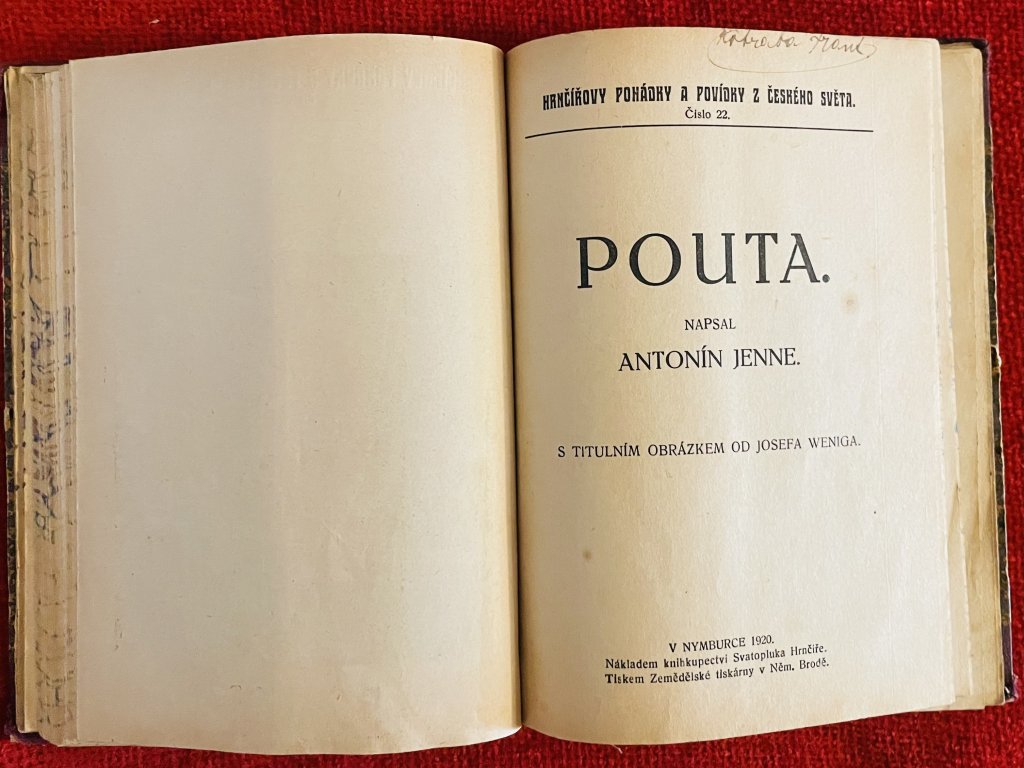 HRNČÍŘOVY POHÁDKY A POVÍDKY Z ČESKÉHO SVĚTA.
Číslo 22.
POUTA.
NAPSAL
ANTONÍN JENNE.
S TITULNÍM OBRÁZKEM OD JOSEFA WENIGA.
V NYMBURCE 1920.
Nákladem knihkupectví Svatopluka Hrnčíře.
Tiskem Zemědělské tiskárny v Něm. Brodě.